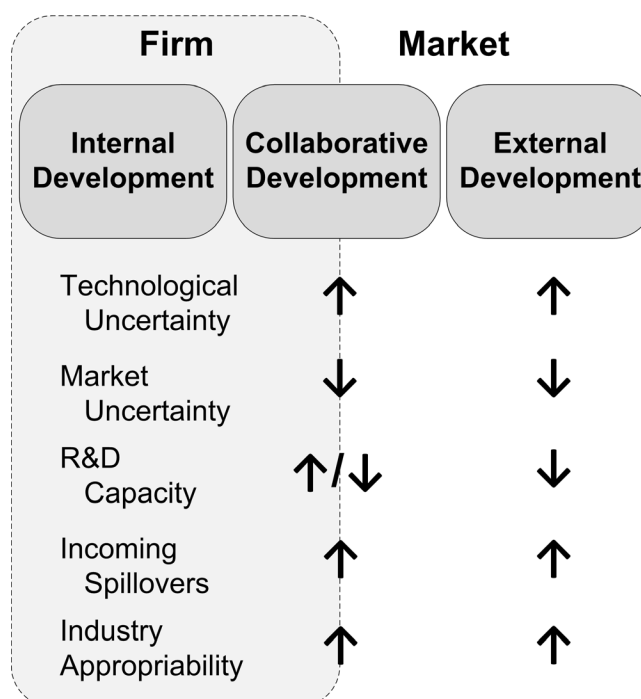 Firm Market
Internal
Development
Collaborative
Development
External
Development
Technological
Uncertainty
↑ ↑
Market
Uncertainty
↓ ↓
R&D
Capacity
↑/↓ ↓
Incoming
Spillovers
↑ ↑
Industry
Appropriability
↑ ↑